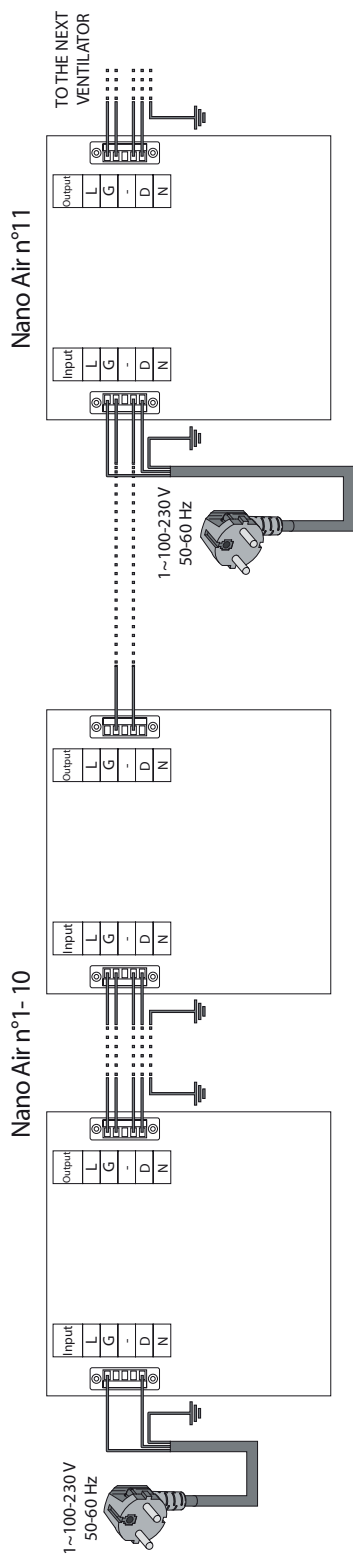 Nano Air n°1- 10
Nano Air n°11
1~100-230 V
50-60 Hz
Input
L
G
-
D
N
Output
L
G
-
D
N
Input
L
G
-
D
N
Output
L
G
-
D
N
1~100-230 V
50-60 Hz
Input
L
G
-
D
N
Output
L
G
-
D
N
TO THE NEXT
VENTILATOR